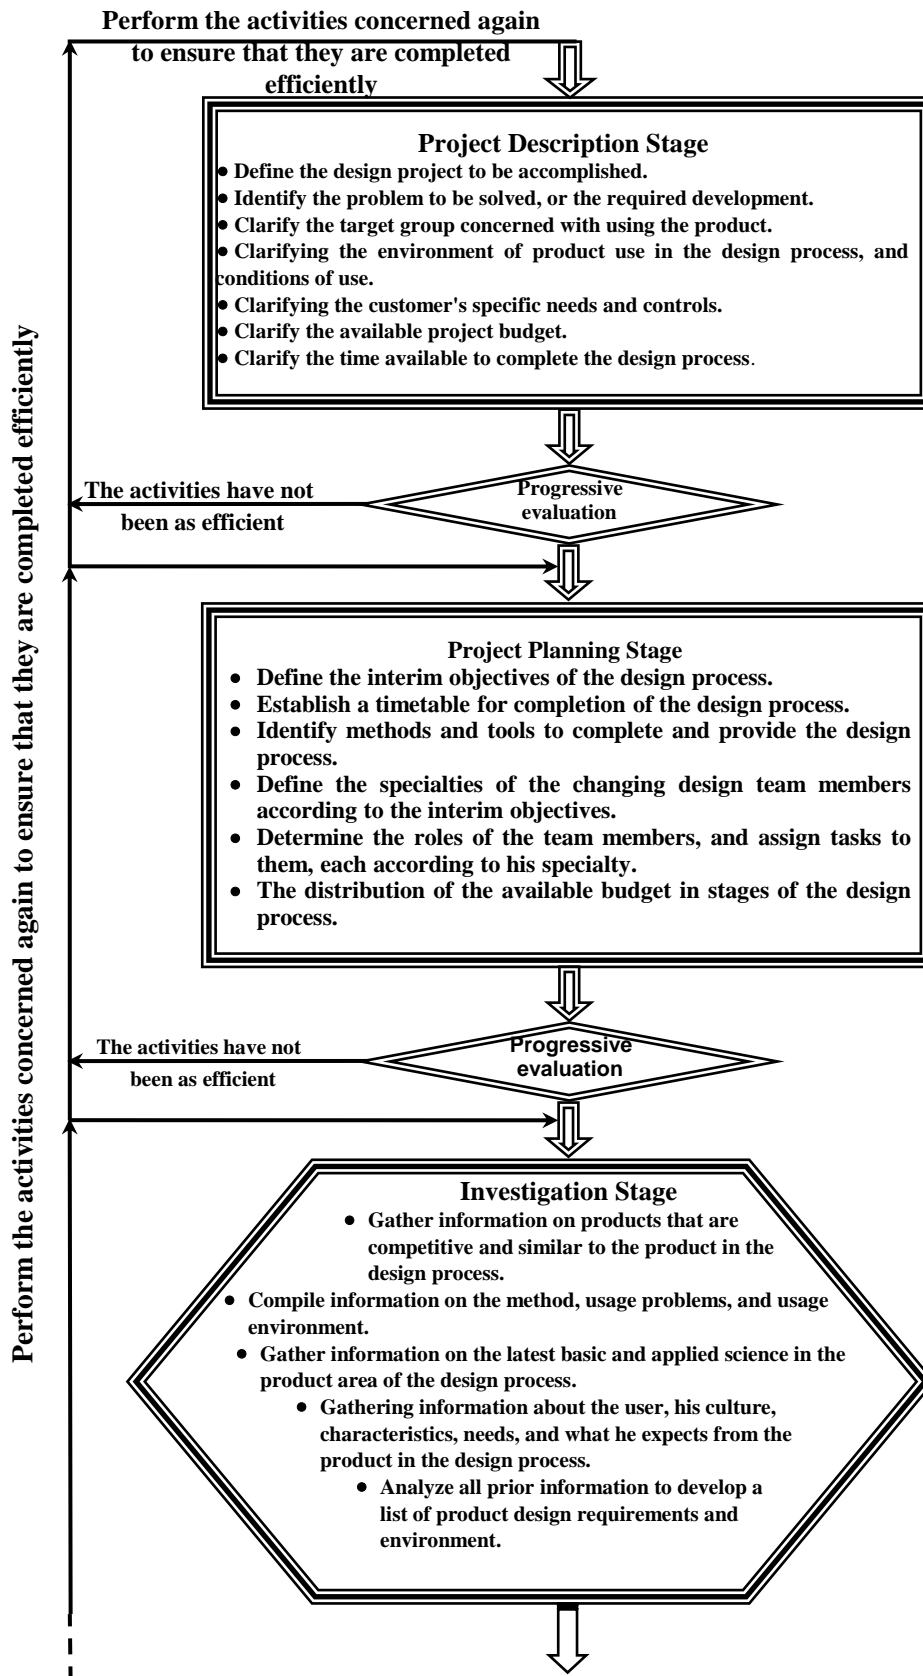 Perform the activities concerned again
to ensure that they are completed
efficiently
Project Description Stage
● Define the design project to be accomplished.
● Identify the problem to be solved, or the required development.
● Clarify the target group concerned with using the product.
● Clarifying the environment of product use in the design process, and
conditions of use.
● Clarifying the customer's specific needs and controls.
● Clarify the available project budget.
● Clarify the time available to complete the design process.
Progressive
evaluation
The activities have not
been as efficient
Perform the activities concerned again to ensure that they are completed efficiently
Project Planning Stage
● Define the interim objectives of the design process.
● Establish a timetable for completion of the design process.
● Identify methods and tools to complete and provide the design
process.
● Define the specialties of the changing design team members
according to the interim objectives.
● Determine the roles of the team members, and assign tasks to
them, each according to his specialty.
● The distribution of the available budget in stages of the design
process.
Progressive
evaluation
The activities have not
been as efficient
Investigation Stage
● Gather information on products that are
competitive and similar to the product in the
design process.
● Compile information on the method, usage problems, and usage
environment.
● Gather information on the latest basic and applied science in the
product area of the design process.
● Gathering information about the user, his culture,
characteristics, needs, and what he expects from the
product in the design process.
● Analyze all prior information to develop a
list of product design requirements and
environment.